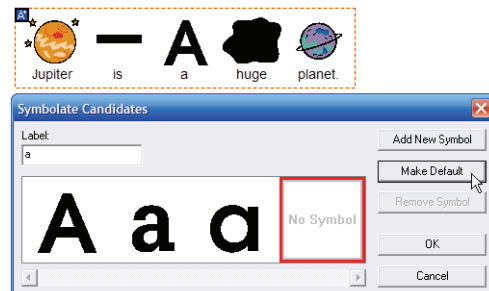 A
A
Jupiter is a huge planet.
Symbolate Candidates
Label:
a
A a ɑ No Symbol
Add New Symbol
Make Default
Remove Symbol
OK
Cancel